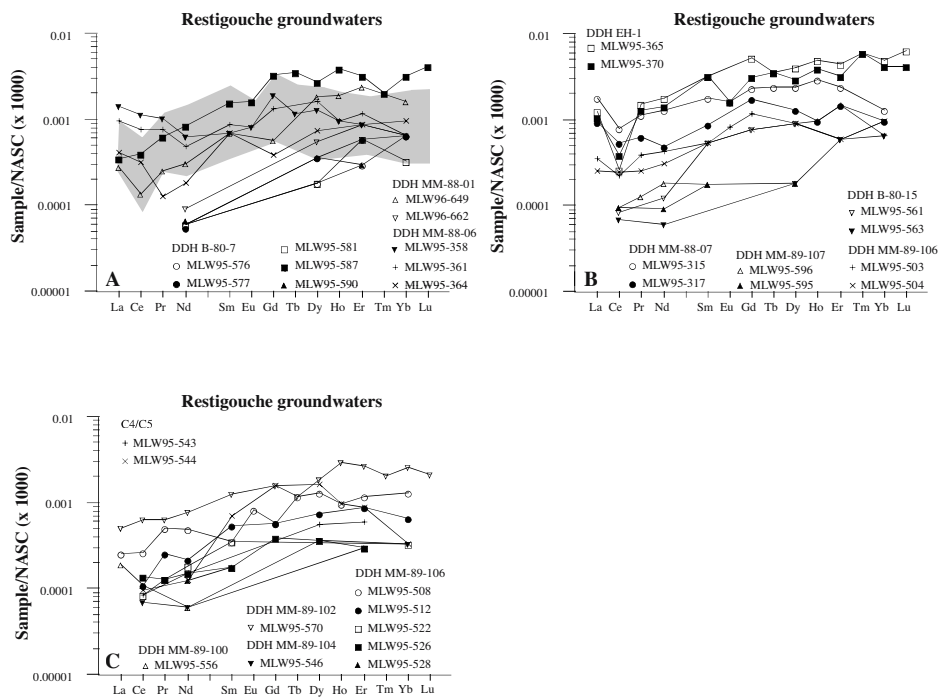 Restigouche groundwaters
Sample/NASC (x 1000)
0.01
0.001
0.0001
0.00001
DDH MM-88-01
MLW96-649
MLW96-662
DDH MM-88-06
MLW95-358
MLW95-361
MLW95-364
DDH B-80-7
MLW95-576
MLW95-577
MLW95-581
MLW95-587
MLW95-590
A
La Ce Pr Nd Sm Eu Gd Tb Dy Ho Er Tm Yb Lu
Restigouche groundwaters
Sample/NASC (x 1000)
0.01
0.001
0.0001
0.00001
DDH EH-1
MLW95-365
MLW95-370
DDH B-80-15
MLW95-561
MLW95-563
DDH MM-88-07
MLW95-315
MLW95-317
DDH MM-89-107
MLW95-596
MLW95-595
DDH MM-89-106
MLW95-503
MLW95-504
B
La Ce Pr Nd Sm Eu Gd Tb Dy Ho Er Tm Yb Lu
Restigouche groundwaters
Sample/NASC (x 1000)
0.01
0.001
0.0001
0.00001
C4/C5
MLW95-543
MLW95-544
DDH MM-89-106
MLW95-508
MLW95-512
MLW95-522
MLW95-526
MLW95-528
DDH MM-89-102
MLW95-570
DDH MM-89-104
MLW95-546
DDH MM-89-100
MLW95-556
C
La Ce Pr Nd Sm Eu Gd Tb Dy Ho Er Tm Yb Lu